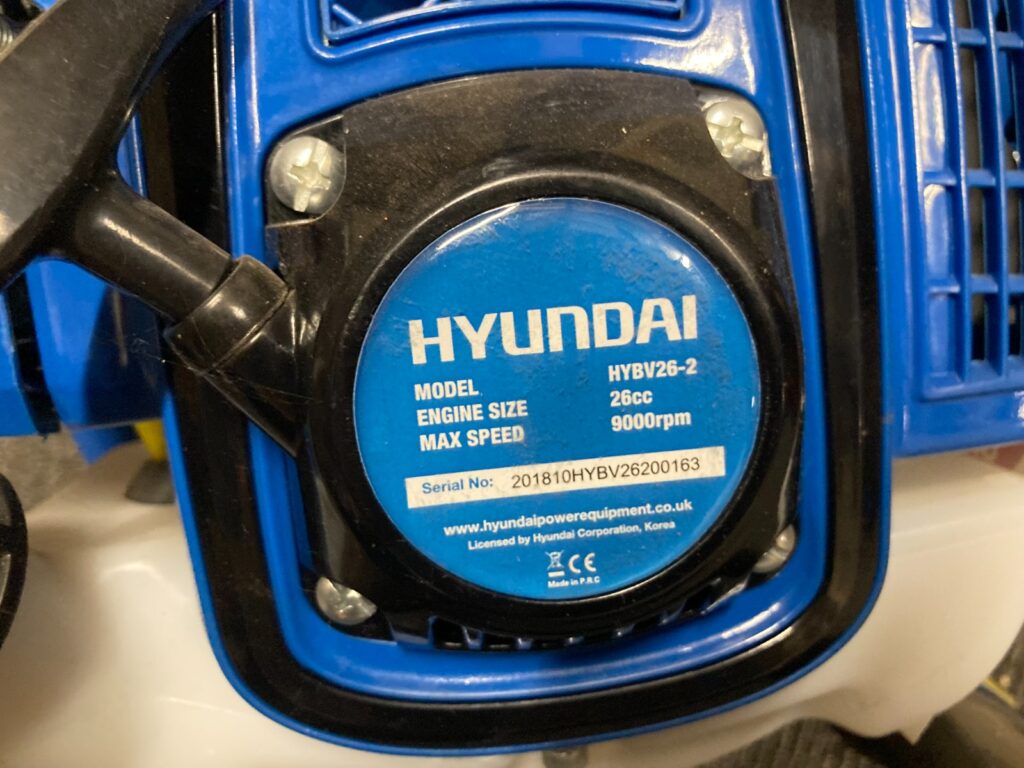 HYUNDAI
MODEL HYBV26-2
ENGINE SIZE 26cc
MAX SPEED 9000rpm
Serial No: 201810HYBV26200163
www.hyundaipowerequipment.co.uk
Licensed by Hyundai Corporation, Korea
CE
Made in P.R.C